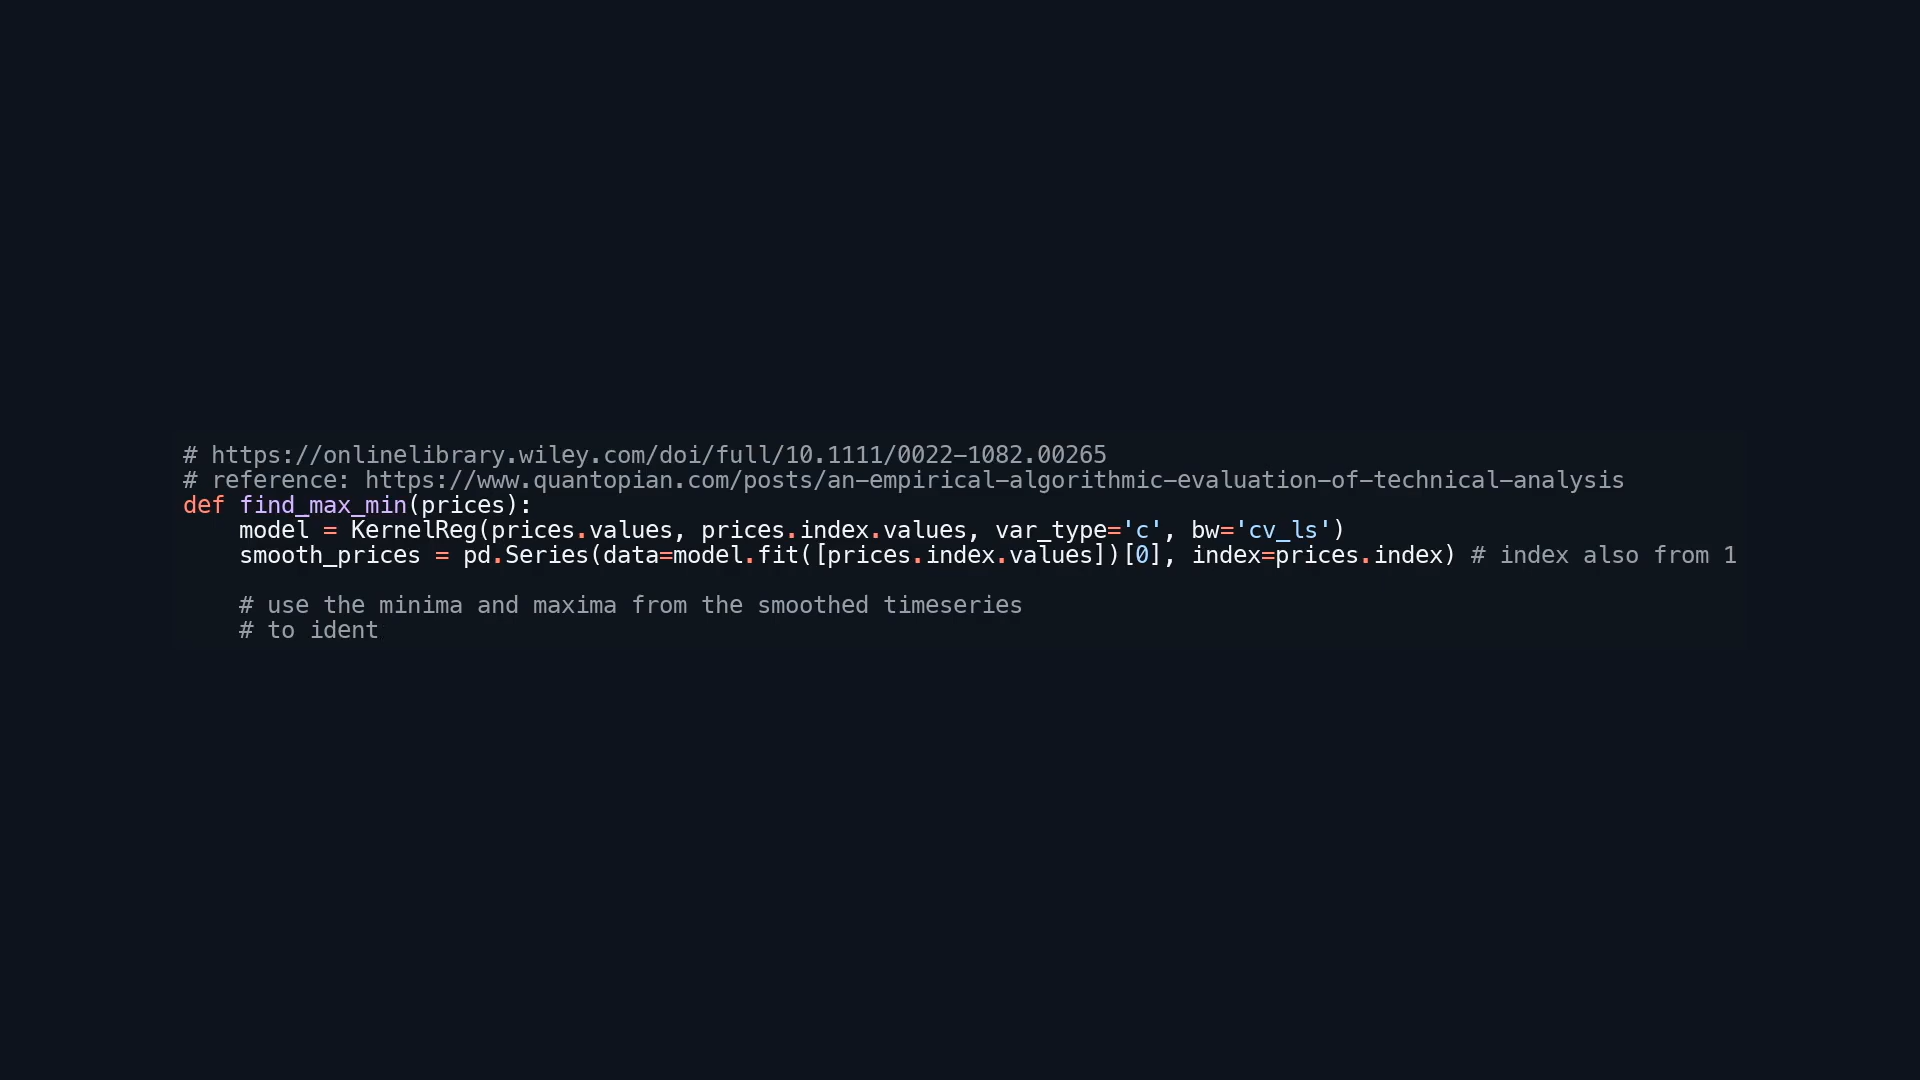 # https://onlinelibrary.wiley.com/doi/full/10.1111/0022-1082.00265
# reference: https://www.quantopian.com/posts/an-empirical-algorithmic-evaluation-of-technical-analysis
def find_max_min(prices):
    model = KernelReg(prices.values, prices.index.values, var_type='c', bw='cv_ls')
    smooth_prices = pd.Series(data=model.fit([prices.index.values])[0], index=prices.index) # index also from 1
    # use the minima and maxima from the smoothed timeseries
    # to ident